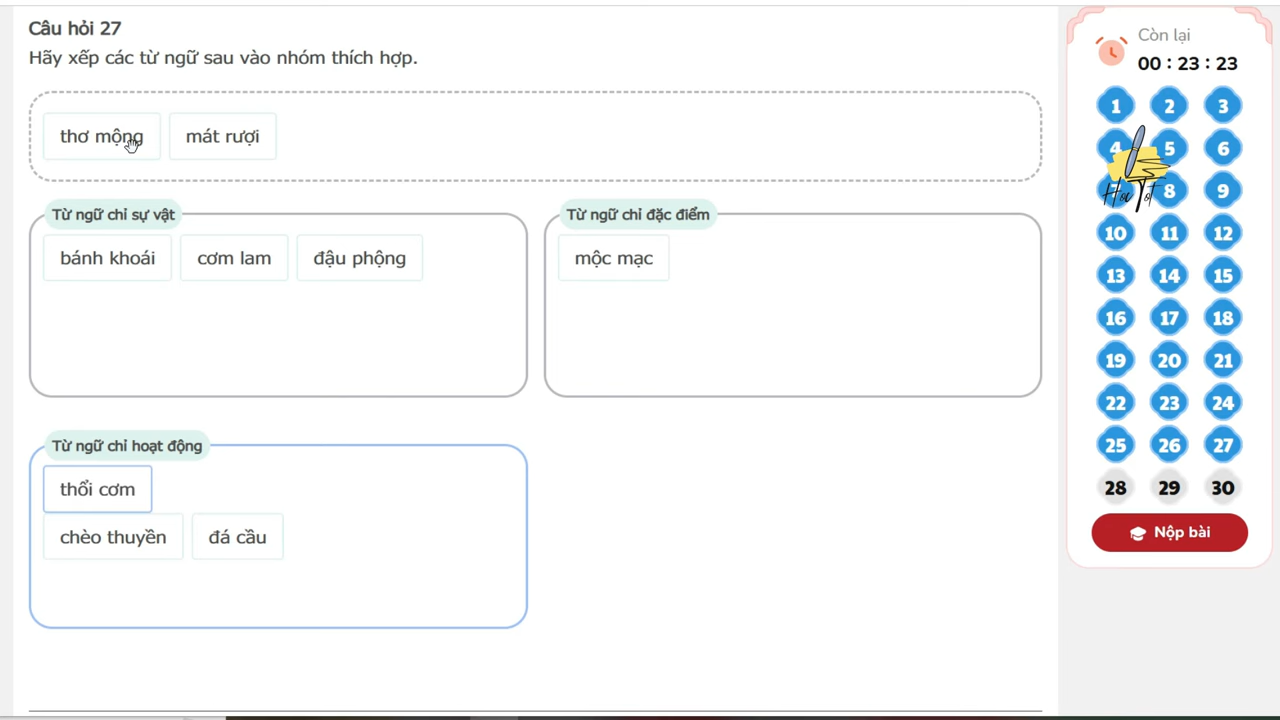 Câu hỏi 27
Hãy xếp các từ ngữ sau vào nhóm thích hợp.
thơ mộng mát rượi
Từ ngữ chỉ sự vật
bánh khoái cơm lam đậu phộng
Từ ngữ chỉ đặc điểm
mộc mạc
Từ ngữ chỉ hoạt động
thổi cơm
chèo thuyền đá cầu
Còn lại
00 : 23 : 23
1 2 3
4 5 6
8 9
10 11 12
13 14 15
16 17 18
19 20 21
22 23 24
25 26 27
28 29 30
Nộp bài
Học Tốt